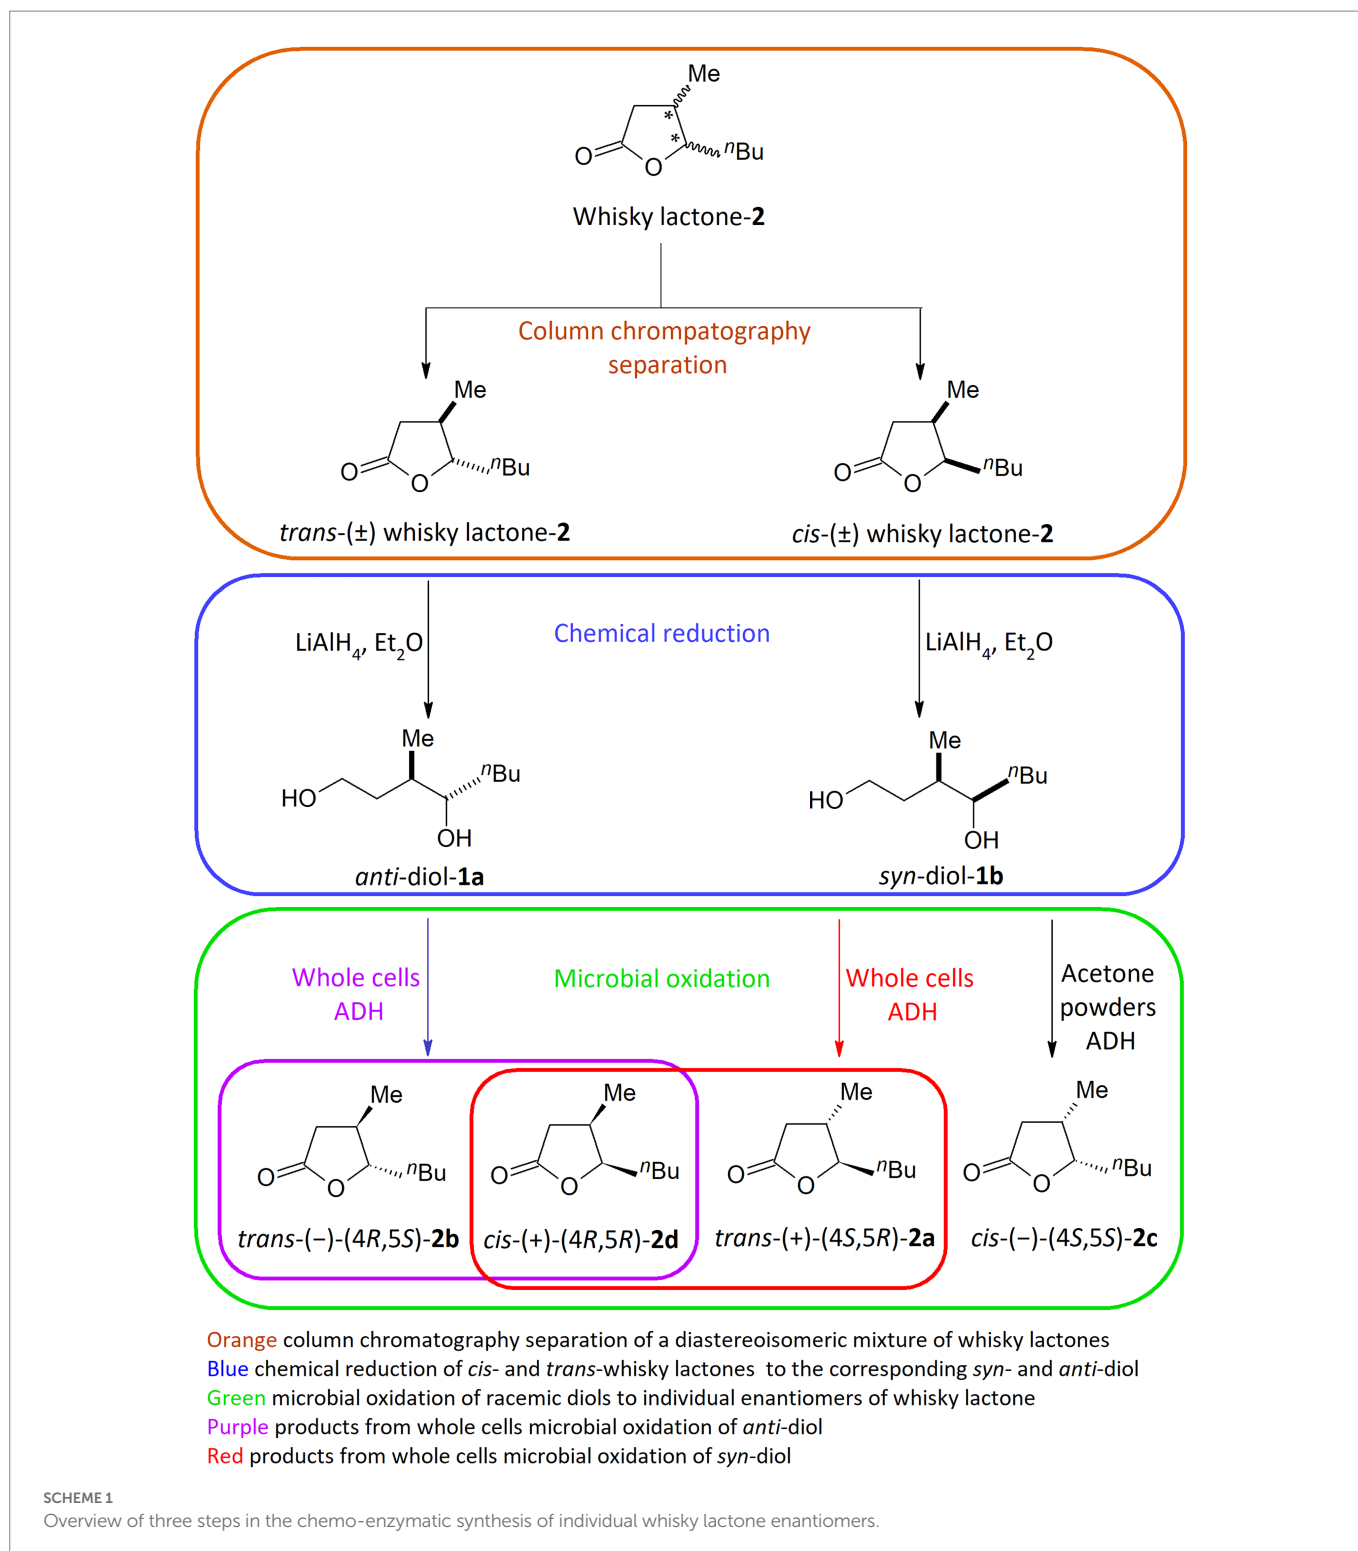 Me
*
*
O
O
nBu
Whisky lactone-2
Column chrompatography
separation
Me
O
O
nBu
trans-(±) whisky lactone-2
Me
O
O
nBu
cis-(±) whisky lactone-2
LiAlH4, Et2O
Chemical reduction
LiAlH4, Et2O
Me
HO
nBu
OH
anti-diol-1a
Me
HO
nBu
OH
syn-diol-1b
Whole cells
ADH
Microbial oxidation
Whole cells
ADH
Acetone
powders
ADH
Me
O
O
nBu
trans-(−)-(4R,5S)-2b
Me
O
O
nBu
cis-(+)-(4R,5R)-2d
Me
O
O
nBu
trans-(+)-(4S,5R)-2a
Me
O
O
nBu
cis-(−)-(4S,5S)-2c
Orange column chromatography separation of a diastereoisomeric mixture of whisky lactones
Blue chemical reduction of cis- and trans-whisky lactones to the corresponding syn- and anti-diol
Green microbial oxidation of racemic diols to individual enantiomers of whisky lactone
Purple products from whole cells microbial oxidation of anti-diol
Red products from whole cells microbial oxidation of syn-diol
SCHEME 1
Overview of three steps in the chemo-enzymatic synthesis of individual whisky lactone enantiomers.